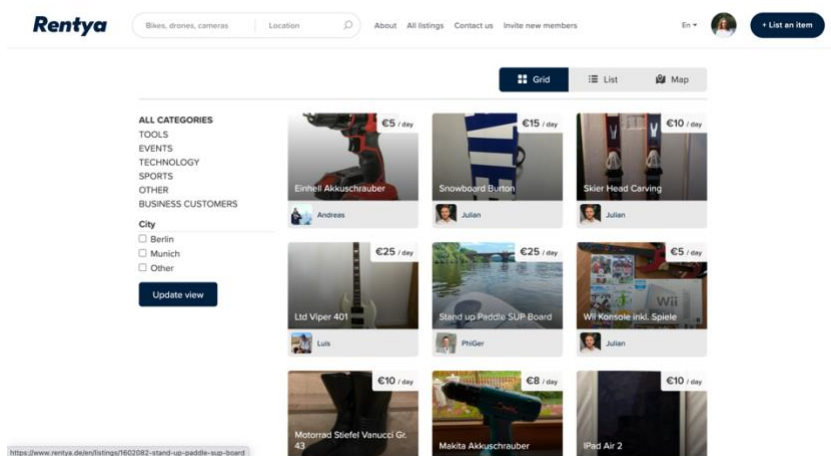 Rentya
Bikes, drones, cameras
Location
About All listings Contact us Invite new members
En
+ List an item
Grid
List
Map
ALL CATEGORIES
TOOLS
EVENTS
TECHNOLOGY
SPORTS
OTHER
BUSINESS CUSTOMERS
City
Berlin
Munich
Other
Update view
€5 / day
Einhell Akkuschrauber
Andreas
€15 / day
Snowboard Burton
Julian
€10 / day
Skier Head Carving
Julian
€25 / day
Ltd Viper 401
Luis
€25 / day
Stand up Paddle SUP Board
PhiGer
€5 / day
Wii
Wii Konsole inkl. Spiele
Julian
€10 / day
Motorrad Stiefel Vanucci Gr.
43
€8 / day
Makita Akkuschrauber
€10 / day
IPad Air 2
https://www.rentya.de/en/listings/1602082-stand-up-paddle-sup-board